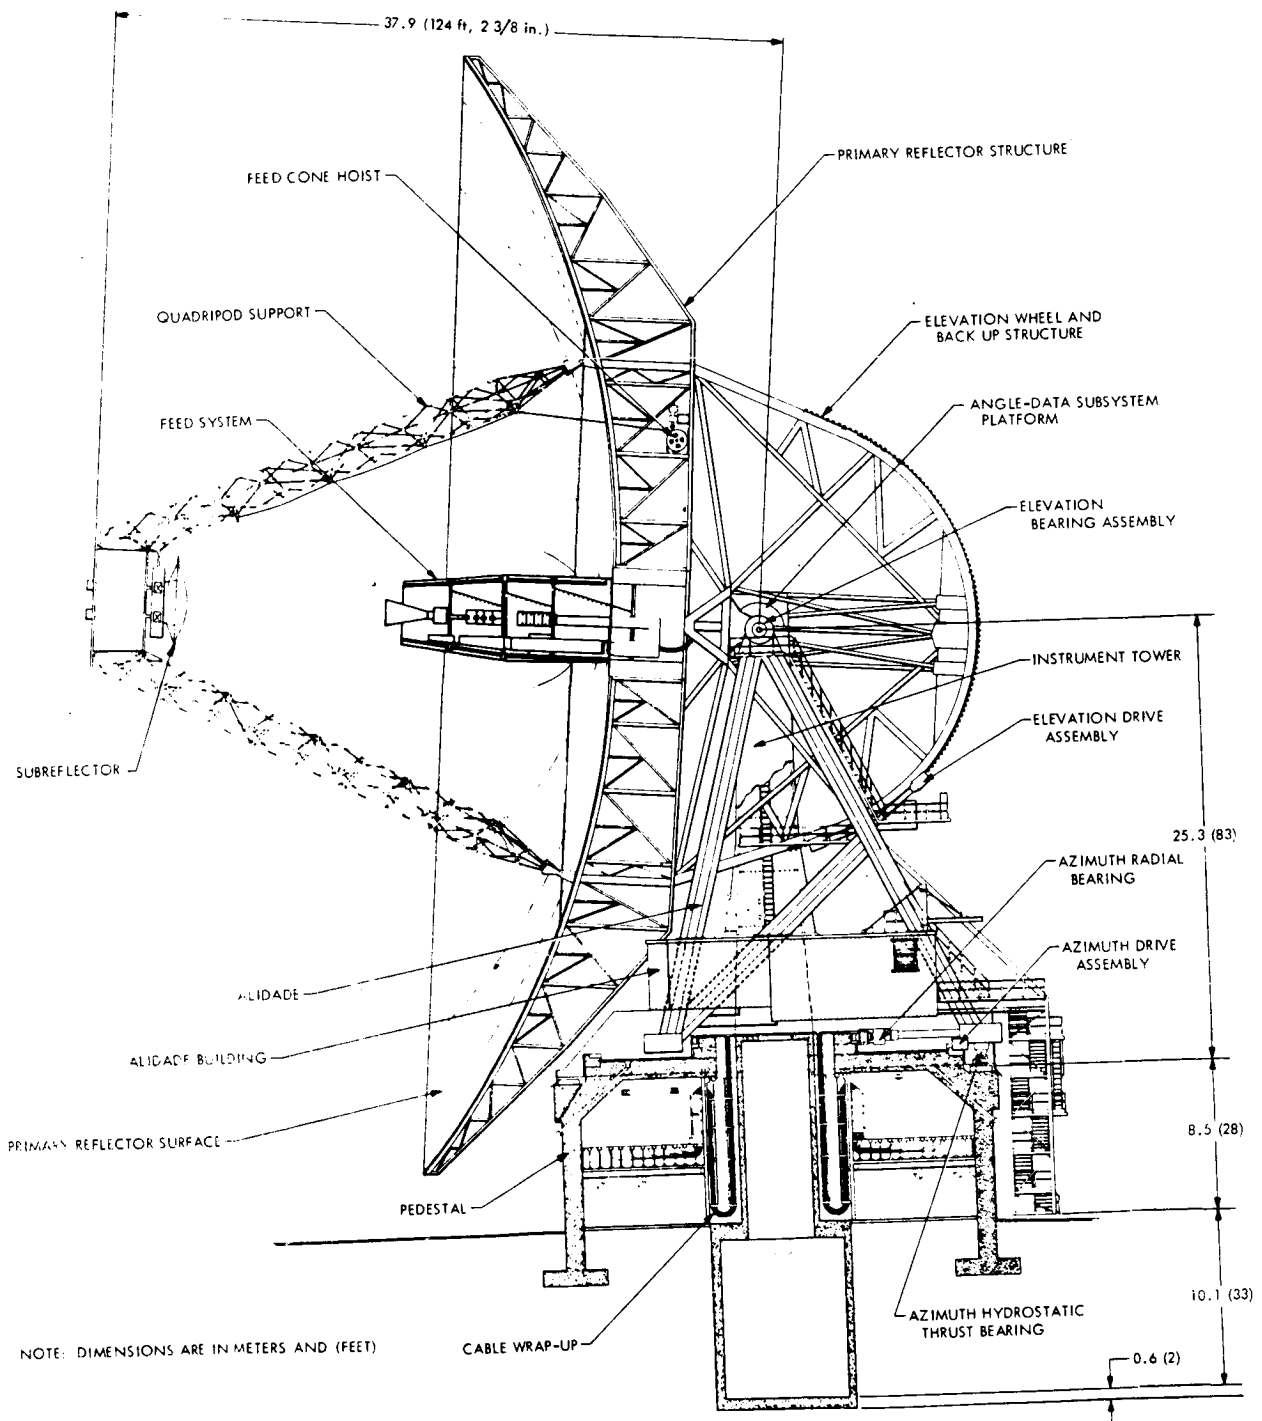 37.9 (124 ft, 2 3/8 in.)
PRIMARY REFLECTOR STRUCTURE
FEED CONE HOIST
QUADRIPOD SUPPORT
ELEVATION WHEEL AND
BACK UP STRUCTURE
FEED SYSTEM
ANGLE-DATA SUBSYSTEM
PLATFORM
ELEVATION
BEARING ASSEMBLY
INSTRUMENT TOWER
ELEVATION DRIVE
ASSEMBLY
SUBREFLECTOR
25.3 (83)
AZIMUTH RADIAL
BEARING
AZIMUTH DRIVE
ASSEMBLY
ALIDADE
ALIDADE BUILDING
PRIMARY REFLECTOR SURFACE
8.5 (28)
PEDESTAL
10.1 (33)
AZIMUTH HYDROSTATIC
THRUST BEARING
CABLE WRAP-UP
NOTE: DIMENSIONS ARE IN METERS AND (FEET)
0.6 (2)